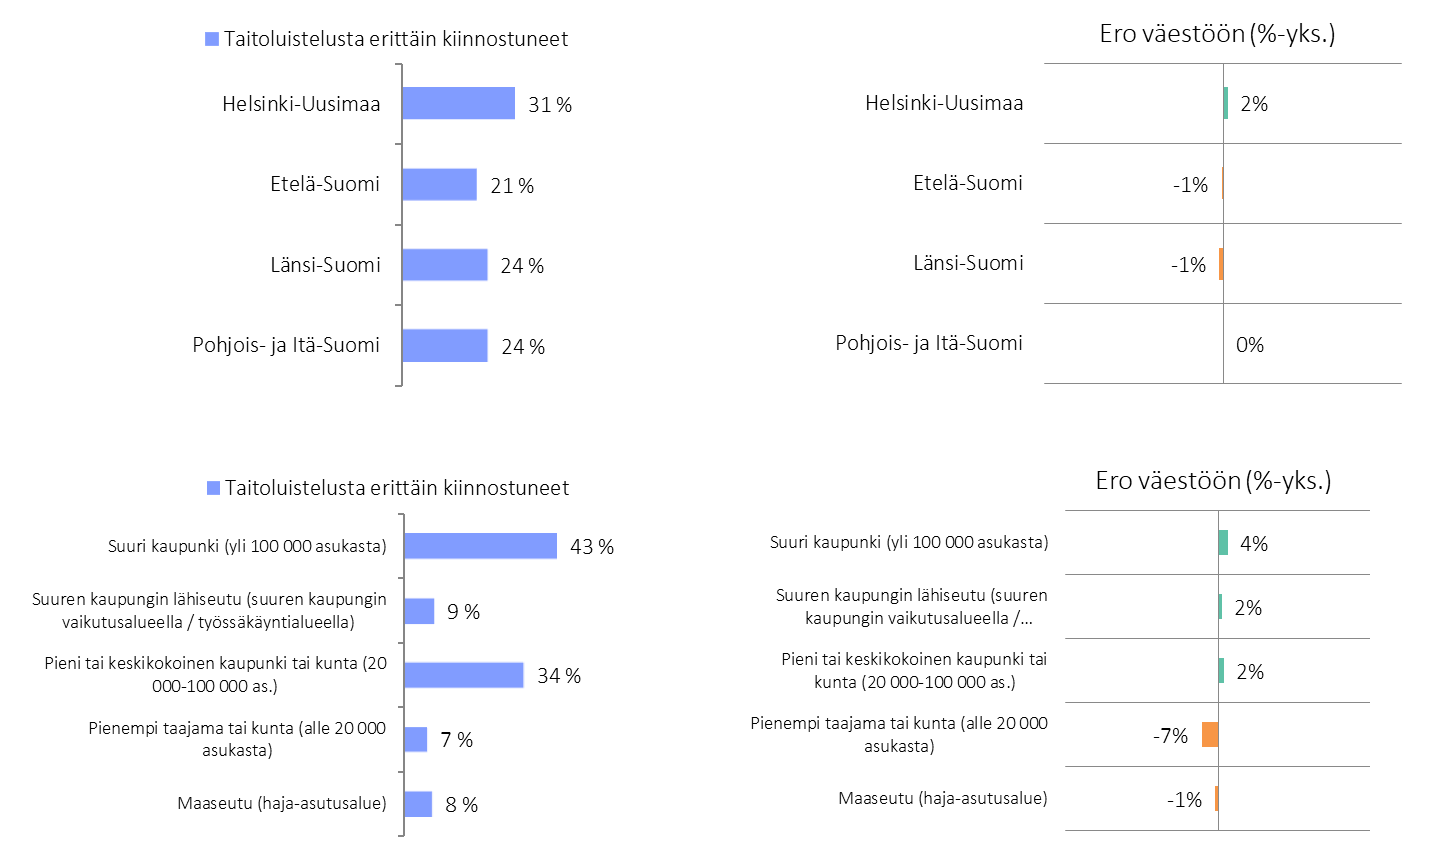 Taitoluistelusta erittäin kiinnostuneet
Helsinki-Uusimaa
31 %
Etelä-Suomi
21 %
Länsi-Suomi
24 %
Pohjois- ja Itä-Suomi
24 %
Ero väestöön (%-yks.)
Helsinki-Uusimaa
2%
Etelä-Suomi
-1%
Länsi-Suomi
-1%
Pohjois- ja Itä-Suomi
0%
Taitoluistelusta erittäin kiinnostuneet
Suuri kaupunki (yli 100 000 asukasta)
43 %
Suuren kaupungin lähiseutu (suuren kaupungin
vaikutusalueella / työssäkäyntialueella)
9 %
Pieni tai keskikokoinen kaupunki tai kunta (20
000-100 000 as.)
34 %
Pienempi taajama tai kunta (alle 20 000
asukasta)
7 %
Maaseutu (haja-asutusalue)
8 %
Ero väestöön (%-yks.)
Suuri kaupunki (yli 100 000 asukasta)
4%
Suuren kaupungin lähiseutu (suuren
kaupungin vaikutusalueella /...
2%
Pieni tai keskikokoinen kaupunki tai
kunta (20 000-100 000 as.)
2%
Pienempi taajama tai kunta (alle 20 000
asukasta)
-7%
Maaseutu (haja-asutusalue)
-1%